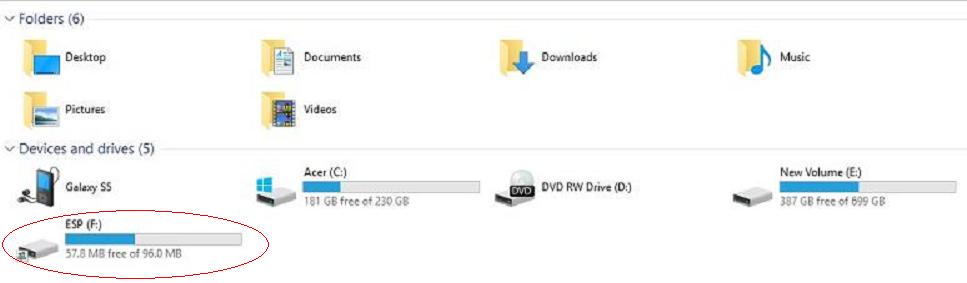 Folders (6)
Desktop
Documents
Downloads
Music
Pictures
Videos
Devices and drives (5)
Galaxy S5
Acer (C:)
181 GB free of 230 GB
DVD
DVD RW Drive (D:)
New Volume (E:)
387 GB free of 699 GB
ESP (F:)
57.8 MB free of 96.0 MB